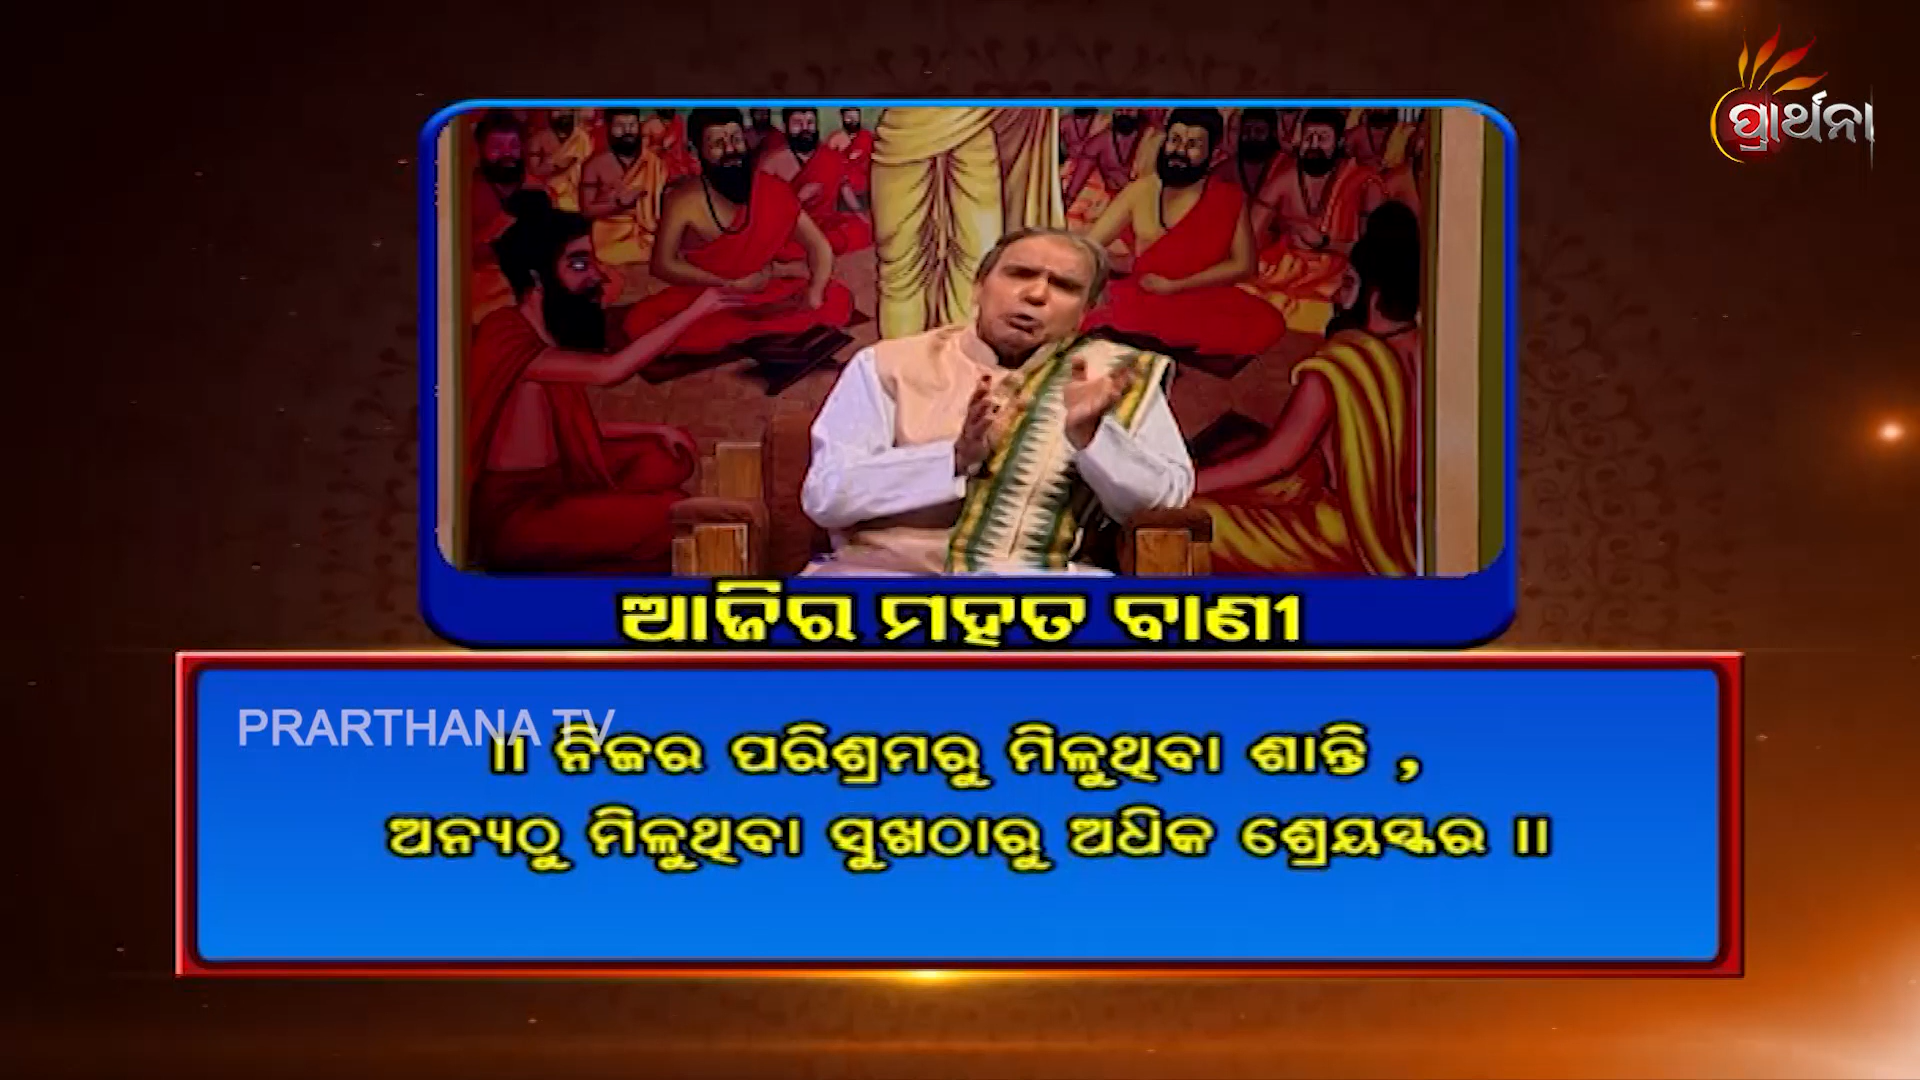 ପ୍ରାର୍ଥନା
ଆଜିର ମହତ ବାଣୀ
PRARTHANA TV
॥ ନିଜର ପରିଶ୍ରମରୁ ମିଳୁଥିବା ଶାନ୍ତି ,
ଅନ୍ୟଠୁ ମିଳୁଥିବା ସୁଖଠାରୁ ଅଧିକ ଶ୍ରେୟସ୍କର ॥